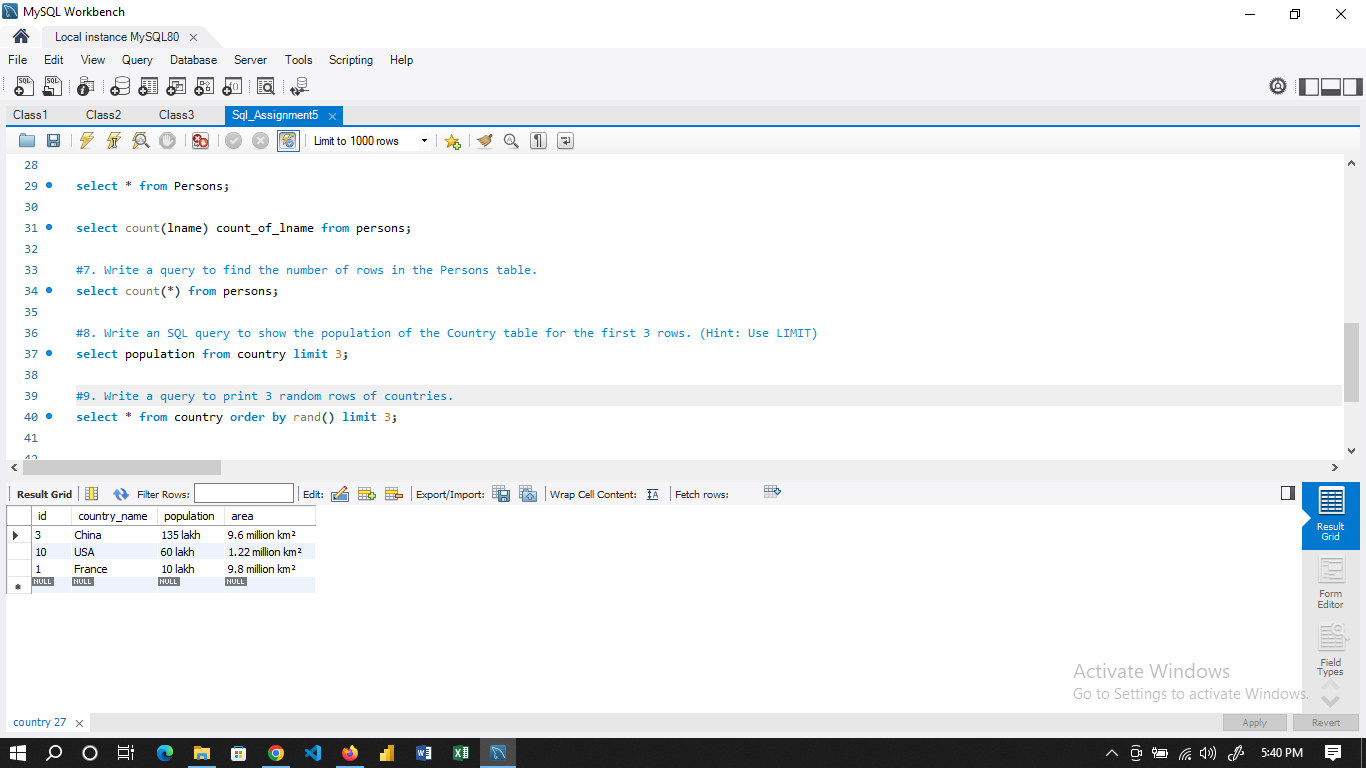 MySQL Workbench
Local instance MySQL80
File Edit View Query Database Server Tools Scripting Help
Class1 Class2 Class3 Sql_Assignment5
Limit to 1000 rows
28
29 select * from Persons;
30
31 select count(lname) count_of_lname from persons;
32
33 #7. Write a query to find the number of rows in the Persons table.
34 select count(*) from persons;
35
36 #8. Write an SQL query to show the population of the Country table for the first 3 rows. (Hint: Use LIMIT)
37 select population from country limit 3;
38
39 #9. Write a query to print 3 random rows of countries.
40 select * from country order by rand() limit 3;
41
42
Result Grid Filter Rows: Edit: Export/Import: Wrap Cell Content: Fetch rows:
id country_name population area
3 China 135 lakh 9.6 million km²
10 USA 60 lakh 1.22 million km²
1 France 10 lakh 9.8 million km²
NULL NULL NULL NULL
Result
Grid
Form
Editor
Field
Types
Activate Windows
Go to Settings to activate Windows.
country 27
Apply Revert
5:40 PM